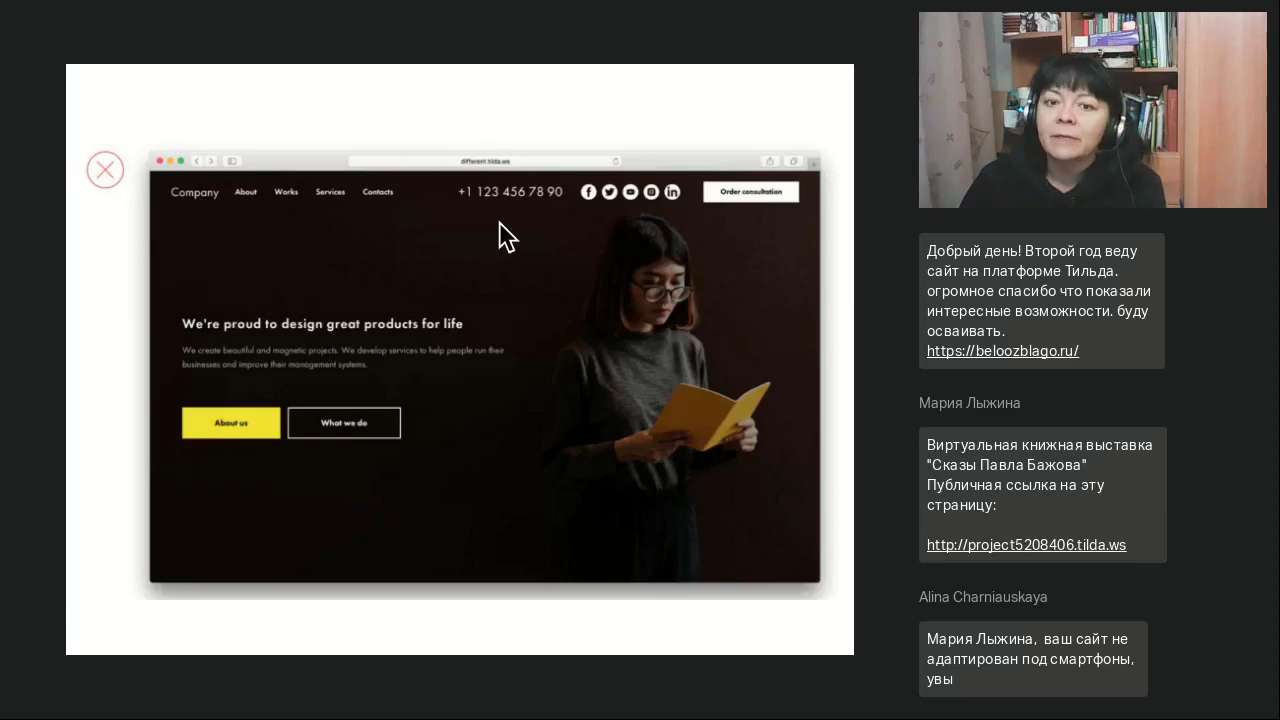 different.tilda.ws
Company About Works Services Contacts +1 123 456 78 90 Order consultation
We're proud to design great products for life
We create beautiful and magnetic projects. We develop services to help people run their
businesses and improve their management systems.
About us What we do
Добрый день! Второй год веду
сайт на платформе Тильда.
огромное спасибо что показали
интересные возможности. буду
осваивать.
https://beloozblago.ru/
Мария Лыжина
Виртуальная книжная выставка
"Сказы Павла Бажова"
Публичная ссылка на эту
страницу:
http://project5208406.tilda.ws
Alina Charniauskaya
Мария Лыжина, ваш сайт не
адаптирован под смартфоны,
увы